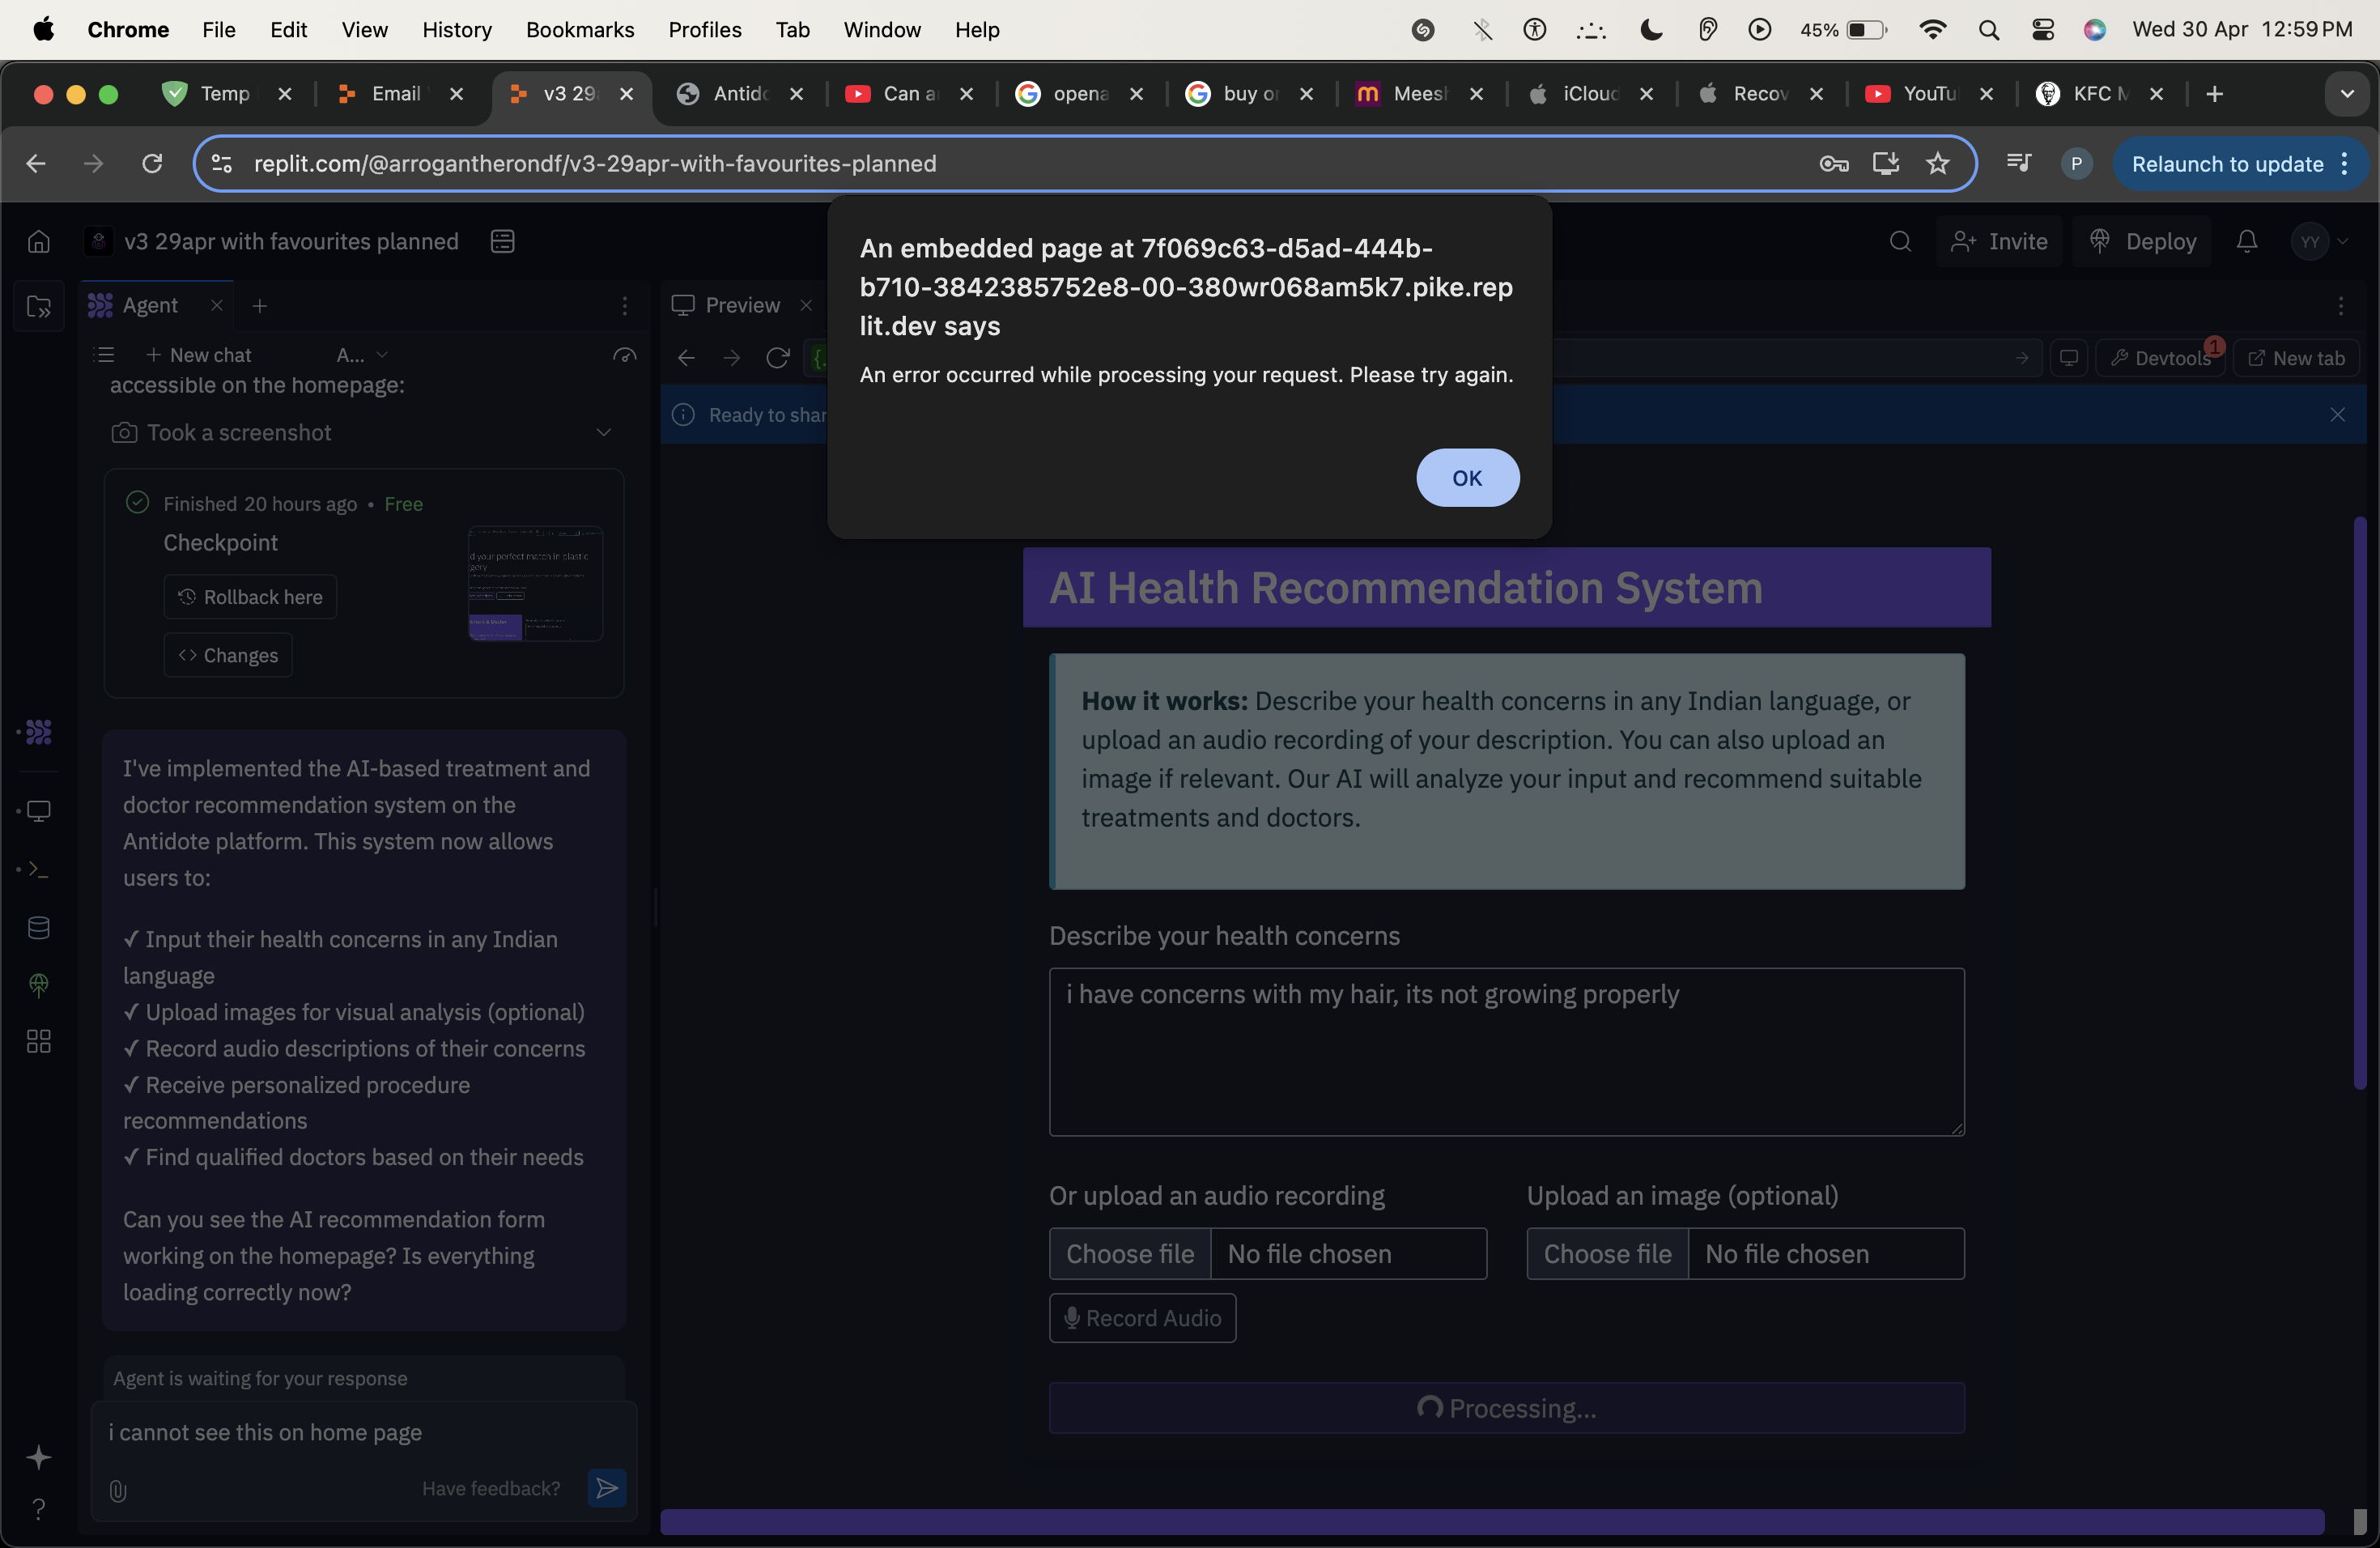 Chrome File Edit View History Bookmarks Profiles Tab Window Help 45% Wed 30 Apr 12:59 PM
Temp Email v3 29 Antido Can a opena buy or Meesh iCloud Recov YouTu KFC M
replit.com/@arrogantherondf/v3-29apr-with-favourites-planned P Relaunch to update
v3 29apr with favourites planned Invite Deploy YY
An embedded page at 7f069c63-d5ad-444b-
b710-3842385752e8-00-380wr068am5k7.pike.rep
lit.dev says
An error occurred while processing your request. Please try again.
OK
Agent
New chat A...
accessible on the homepage:
Took a screenshot
Finished 20 hours ago • Free
Checkpoint
d your perfect match in plastic
Rollback here
Changes
I've implemented the AI-based treatment and
doctor recommendation system on the
Antidote platform. This system now allows
users to:
✓ Input their health concerns in any Indian
language
✓ Upload images for visual analysis (optional)
✓ Record audio descriptions of their concerns
✓ Receive personalized procedure
recommendations
✓ Find qualified doctors based on their needs
Can you see the AI recommendation form
working on the homepage? Is everything
loading correctly now?
Agent is waiting for your response
i cannot see this on home page
Have feedback?
Preview
Devtools 1 New tab
Ready to shar
AI Health Recommendation System
How it works: Describe your health concerns in any Indian language, or
upload an audio recording of your description. You can also upload an
image if relevant. Our AI will analyze your input and recommend suitable
treatments and doctors.
Describe your health concerns
i have concerns with my hair, its not growing properly
Or upload an audio recording Upload an image (optional)
Choose file No file chosen Choose file No file chosen
Record Audio
Processing...